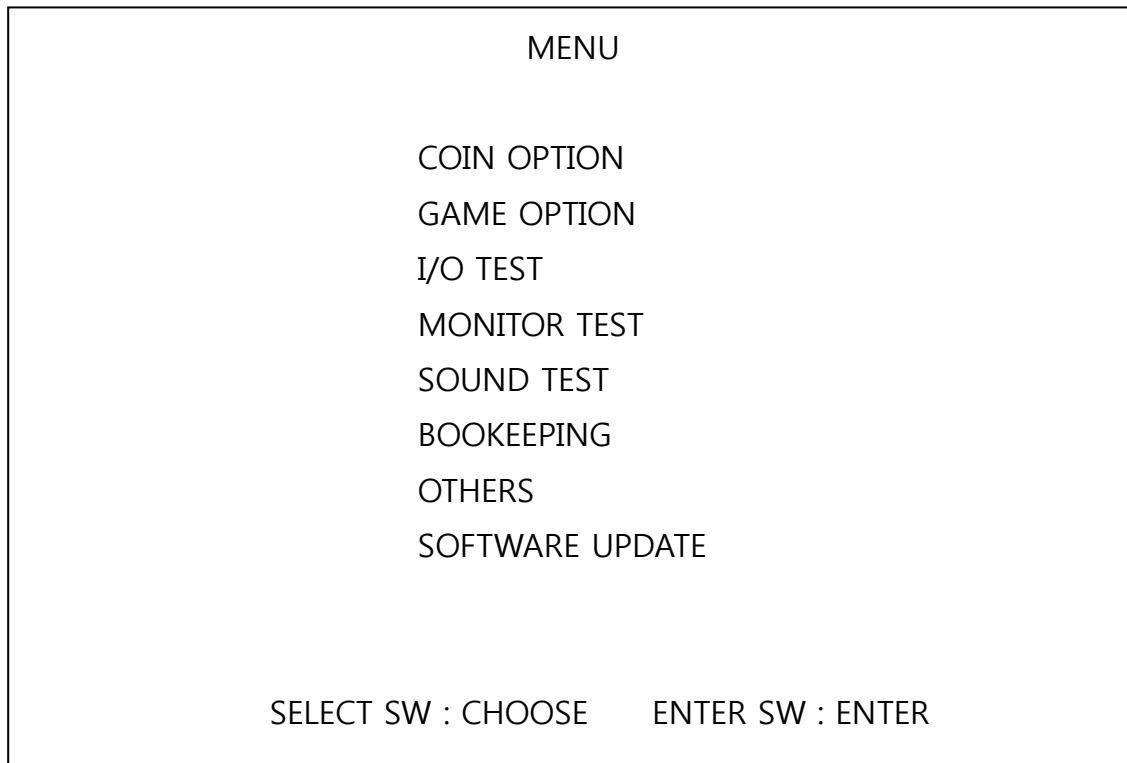 MENU
COIN OPTION
GAME OPTION
I/O TEST
MONITOR TEST
SOUND TEST
BOOKEEPING
OTHERS
SOFTWARE UPDATE
SELECT SW : CHOOSE ENTER SW : ENTER